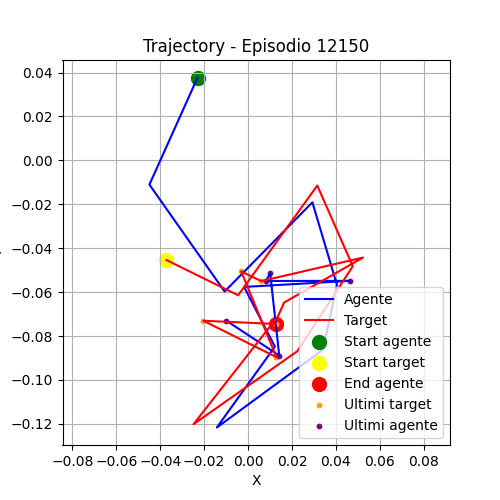 Trajectory - Episodio 12150
0.04
0.02
0.00
−0.02
−0.04
−0.06
−0.08
−0.10
−0.12
−0.08 −0.06 −0.04 −0.02 0.00 0.02 0.04 0.06 0.08
X
Agente
Target
Start agente
Start target
End agente
Ultimi target
Ultimi agente